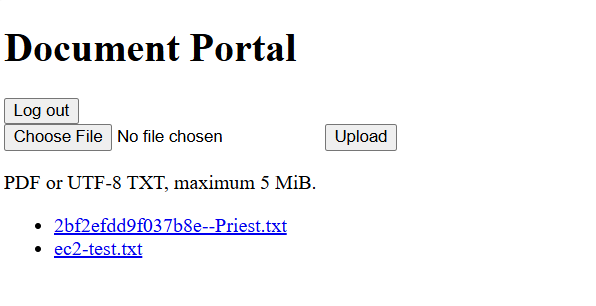 Document Portal
Log out
Choose File No file chosen Upload
PDF or UTF-8 TXT, maximum 5 MiB.
2bf2efdd9f037b8e--Priest.txt
ec2-test.txt